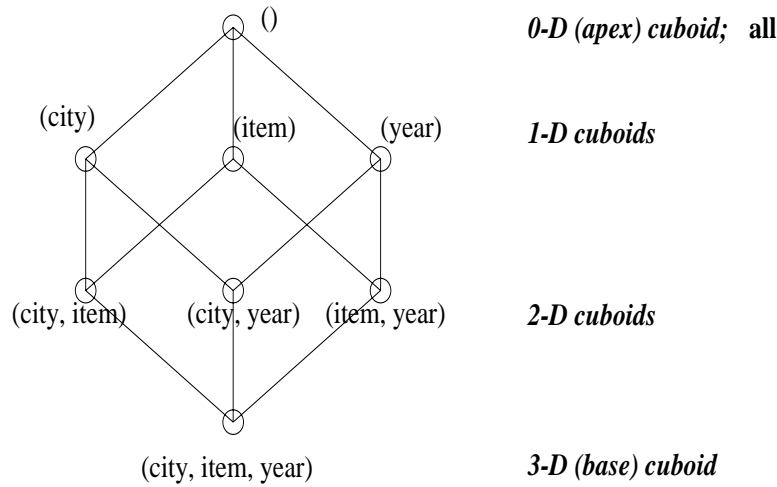 () 0-D (apex) cuboid; all
(city) (item) (year) 1-D cuboids
(city, item) (city, year) (item, year) 2-D cuboids
(city, item, year) 3-D (base) cuboid